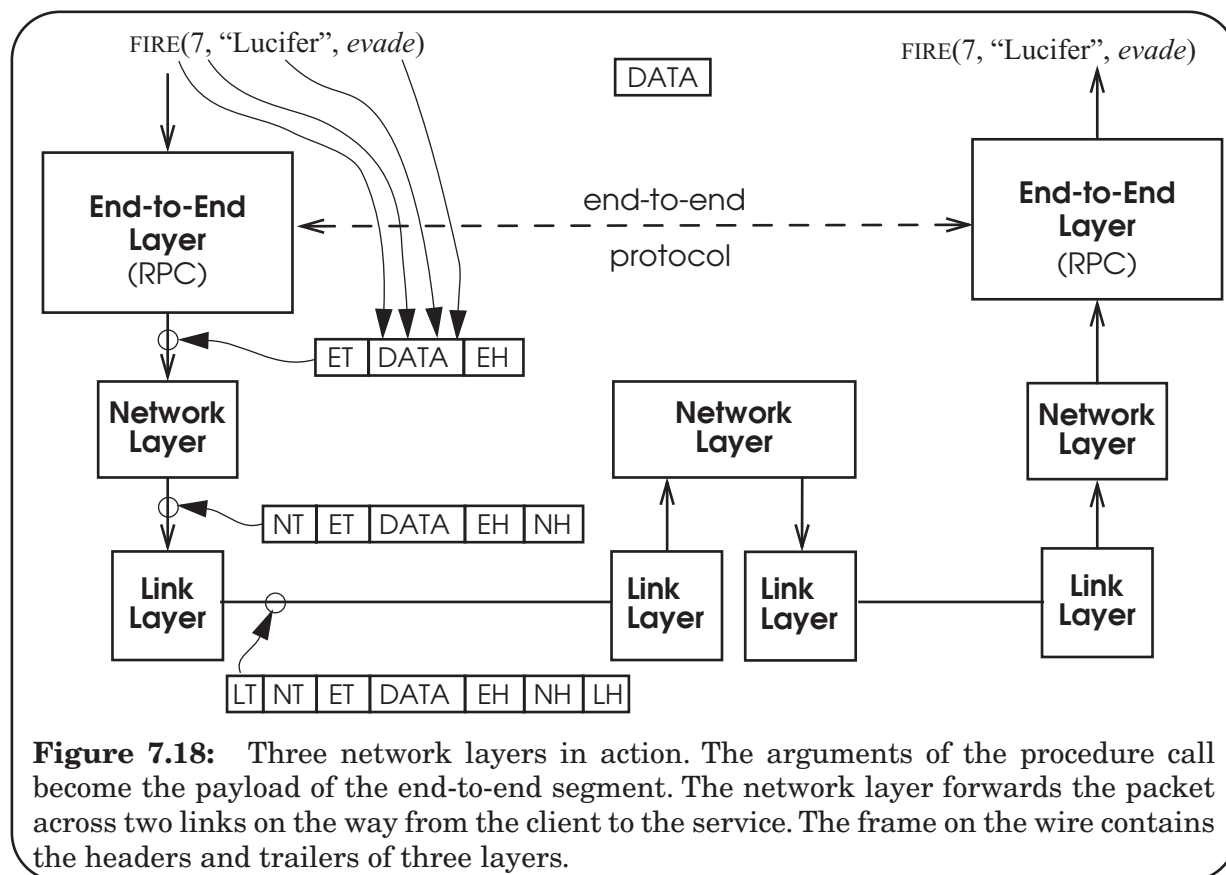 FIRE(7, “Lucifer”, evade)
FIRE(7, “Lucifer”, evade)
DATA
End-to-End
Layer
(RPC)
end-to-end
protocol
End-to-End
Layer
(RPC)
ET DATA EH
Network
Layer
Network
Layer
Network
Layer
NT ET DATA EH NH
Link
Layer
Link
Layer
Link
Layer
Link
Layer
LT NT ET DATA EH NH LH
Figure 7.18: Three network layers in action. The arguments of the procedure call
become the payload of the end-to-end segment. The network layer forwards the packet
across two links on the way from the client to the service. The frame on the wire contains
the headers and trailers of three layers.